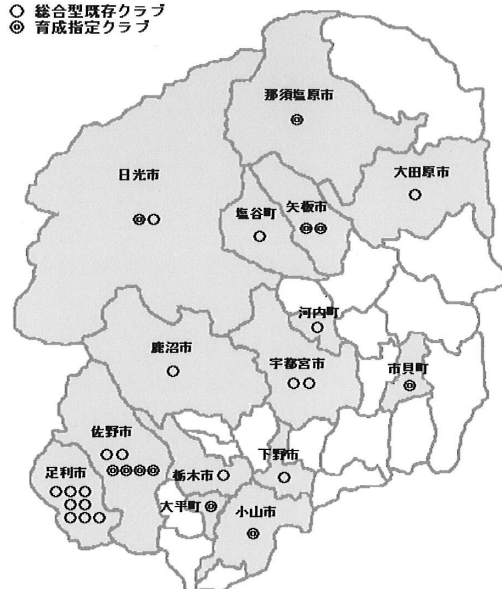 ○ 総合型既存クラブ
◎ 育成指定クラブ
那須塩原市
◎
日光市
◎○
大田原市
○
塩谷町
○
矢板市
◎◎
河内町
○
鹿沼市
○
宇都宮市
○○
市貝町
◎
佐野市
○○
◎◎◎◎
足利市
○○○
○○
○○○
栃木市○
下野市
○
大平町◎
小山市
◎